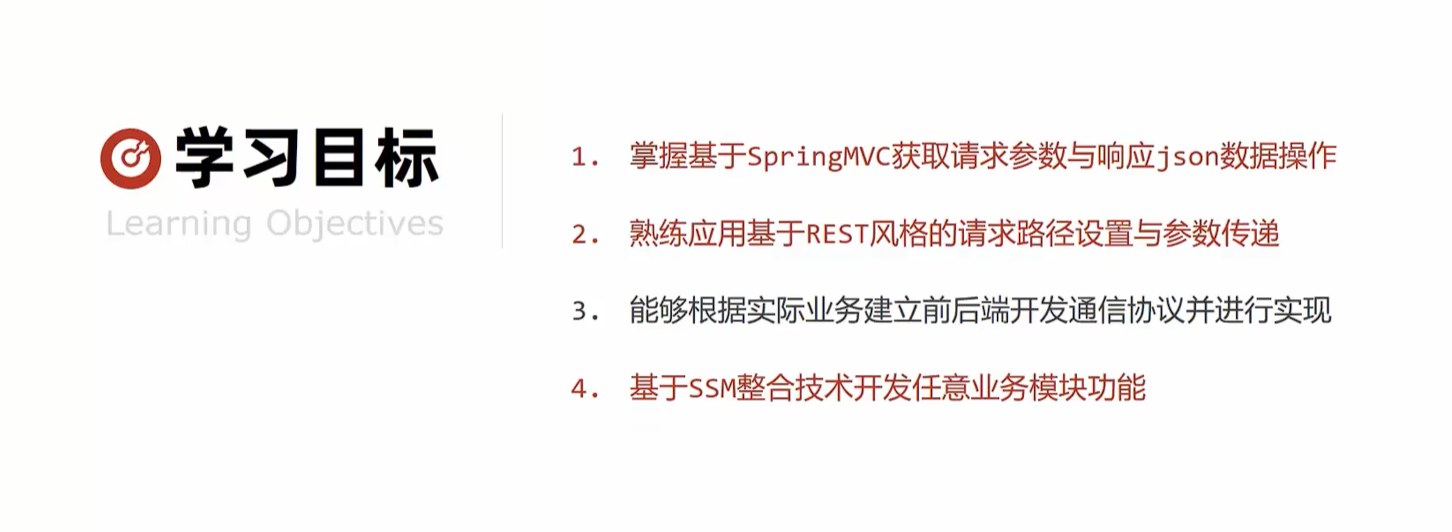 学习目标
Learning Objectives
1. 掌握基于SpringMVC获取请求参数与响应json数据操作
2. 熟练应用基于REST风格的请求路径设置与参数传递
3. 能够根据实际业务建立前后端开发通信协议并进行实现
4. 基于SSM整合技术开发任意业务模块功能